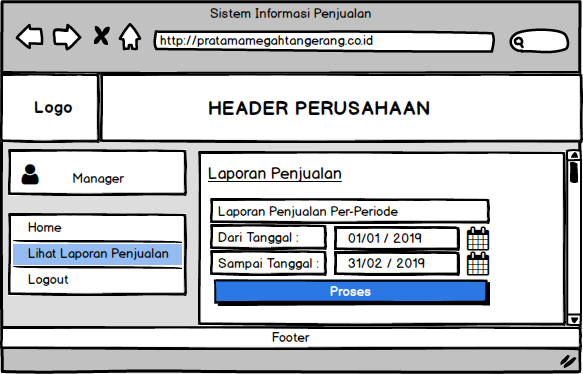 Sistem Informasi Penjualan
http://pratamamegahtangerang.co.id
Logo
HEADER PERUSAHAAN
Manager
Home
Lihat Laporan Penjualan
Logout
Laporan Penjualan
Laporan Penjualan Per-Periode
Dari Tanggal : 01/01 / 2019
Sampai Tanggal : 31/02 / 2019
Proses
Footer